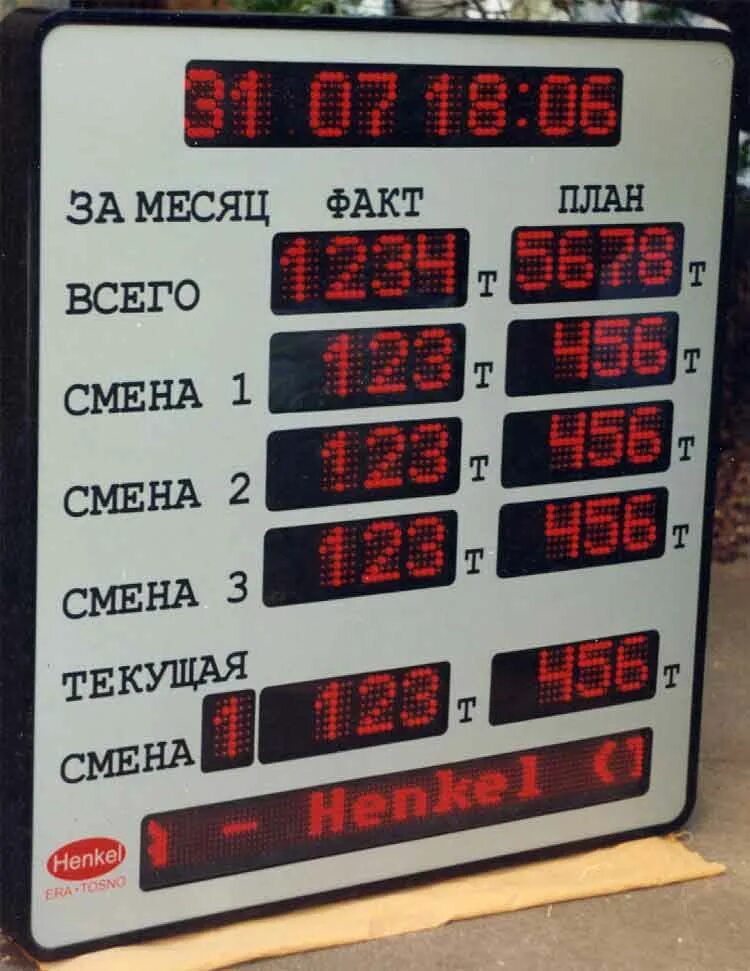 31 07 18:06
ЗА МЕСЯЦ ФАКТ ПЛАН
ВСЕГО 1234 Т 5678 Т
СМЕНА 1 123 Т 456 Т
СМЕНА 2 123 Т 456 Т
СМЕНА 3 123 Т 456 Т
ТЕКУЩАЯ
СМЕНА 1 123 Т 456 Т
- Henkel (
Henkel
ERA • TOSNO